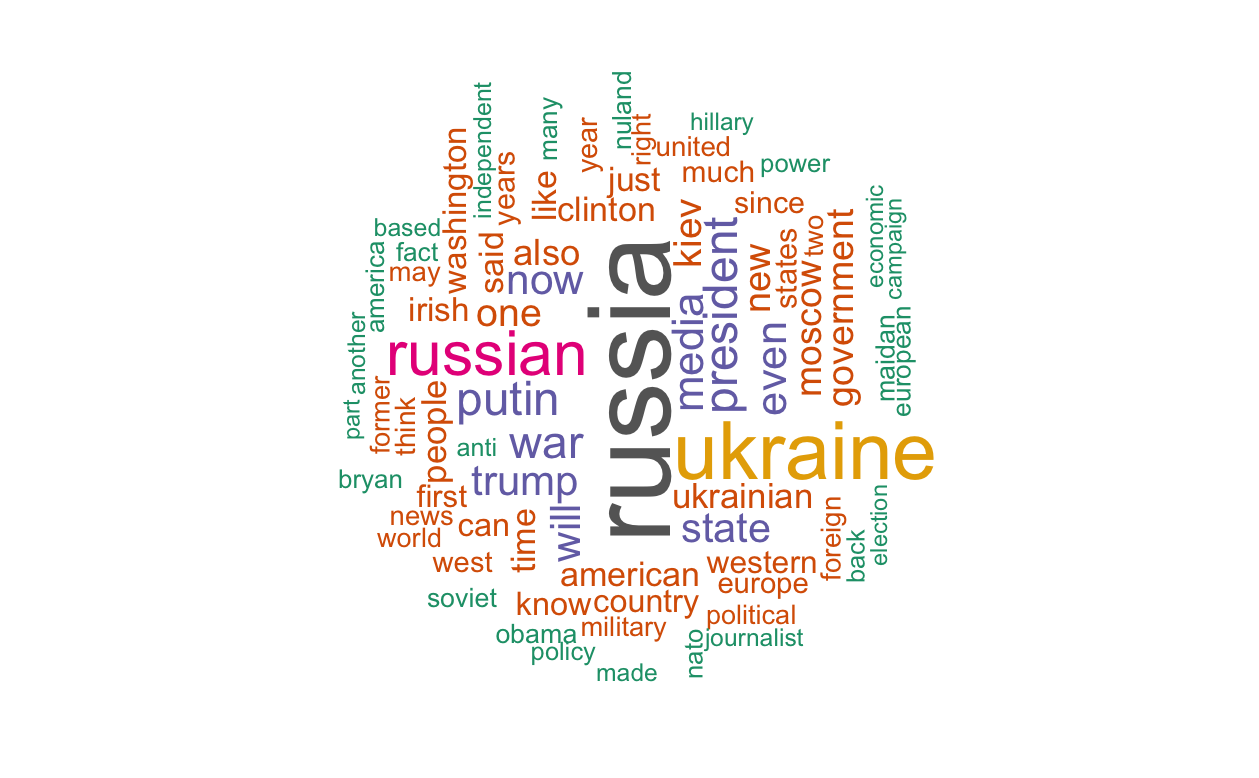 nuland
independent
many
year
right
hillary
united
washington
years
like
just
much
power
clinton
since
economic
campaign
based
fact
may
america
said
also
now
kiev
president
new
states
two
moscow
government
irish
one
russia
media
even
maidan
european
another
part
russian
former
think
people
putin
anti
war
ukraine
bryan
trump
first
ukrainian
news
world
can
time
will
state
foreign
back
election
west
american
western
europe
soviet
know
country
political
obama
military
journalist
policy
nato
made